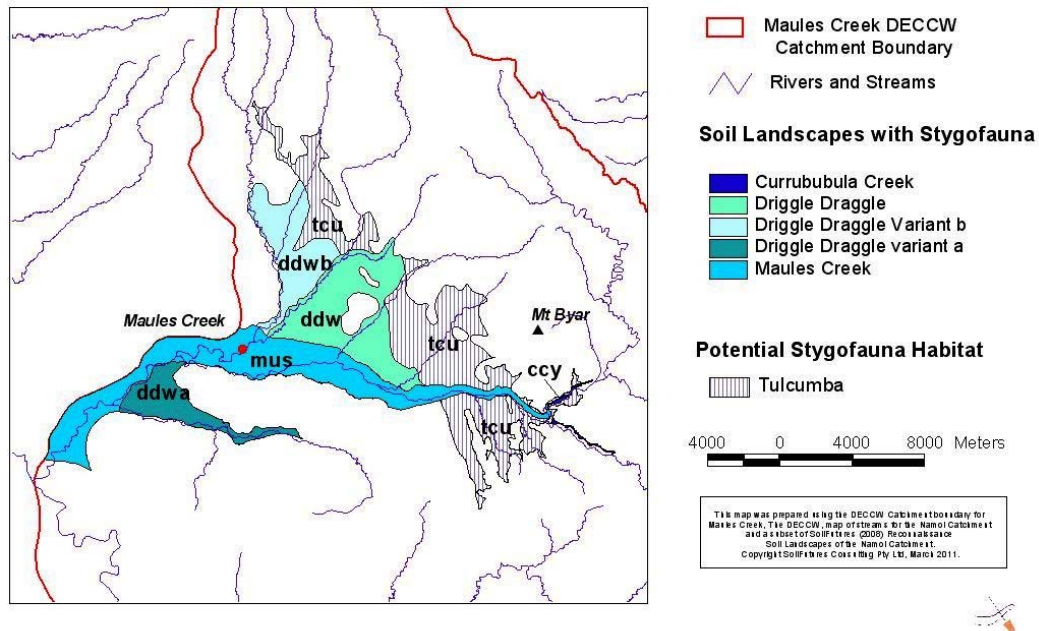 Maules Creek DECCW
Catchment Boundary
Rivers and Streams
Soil Landscapes with Stygofauna
Currububula Creek
Driggle Draggle
Driggle Draggle Variant b
Driggle Draggle variant a
Maules Creek
Potential Stygofauna Habitat
Tulcumba
4000 0 4000 8000 Meters
This map was prepared using the DECCW Catchment boundary for
Maules Creek, The DECCW, map of streams for the Namoi Catchment
and a subset of SoilFutures (2008) Reconnaissance
Soil Landscapes of the Namoi Catchment.
Copyright SoilFutures Consulting Pty Ltd, March 2011.
tcu
ddwb
ddw
Maules Creek
mus
ddwa
tcu
Mt Byar
ccy
tcu